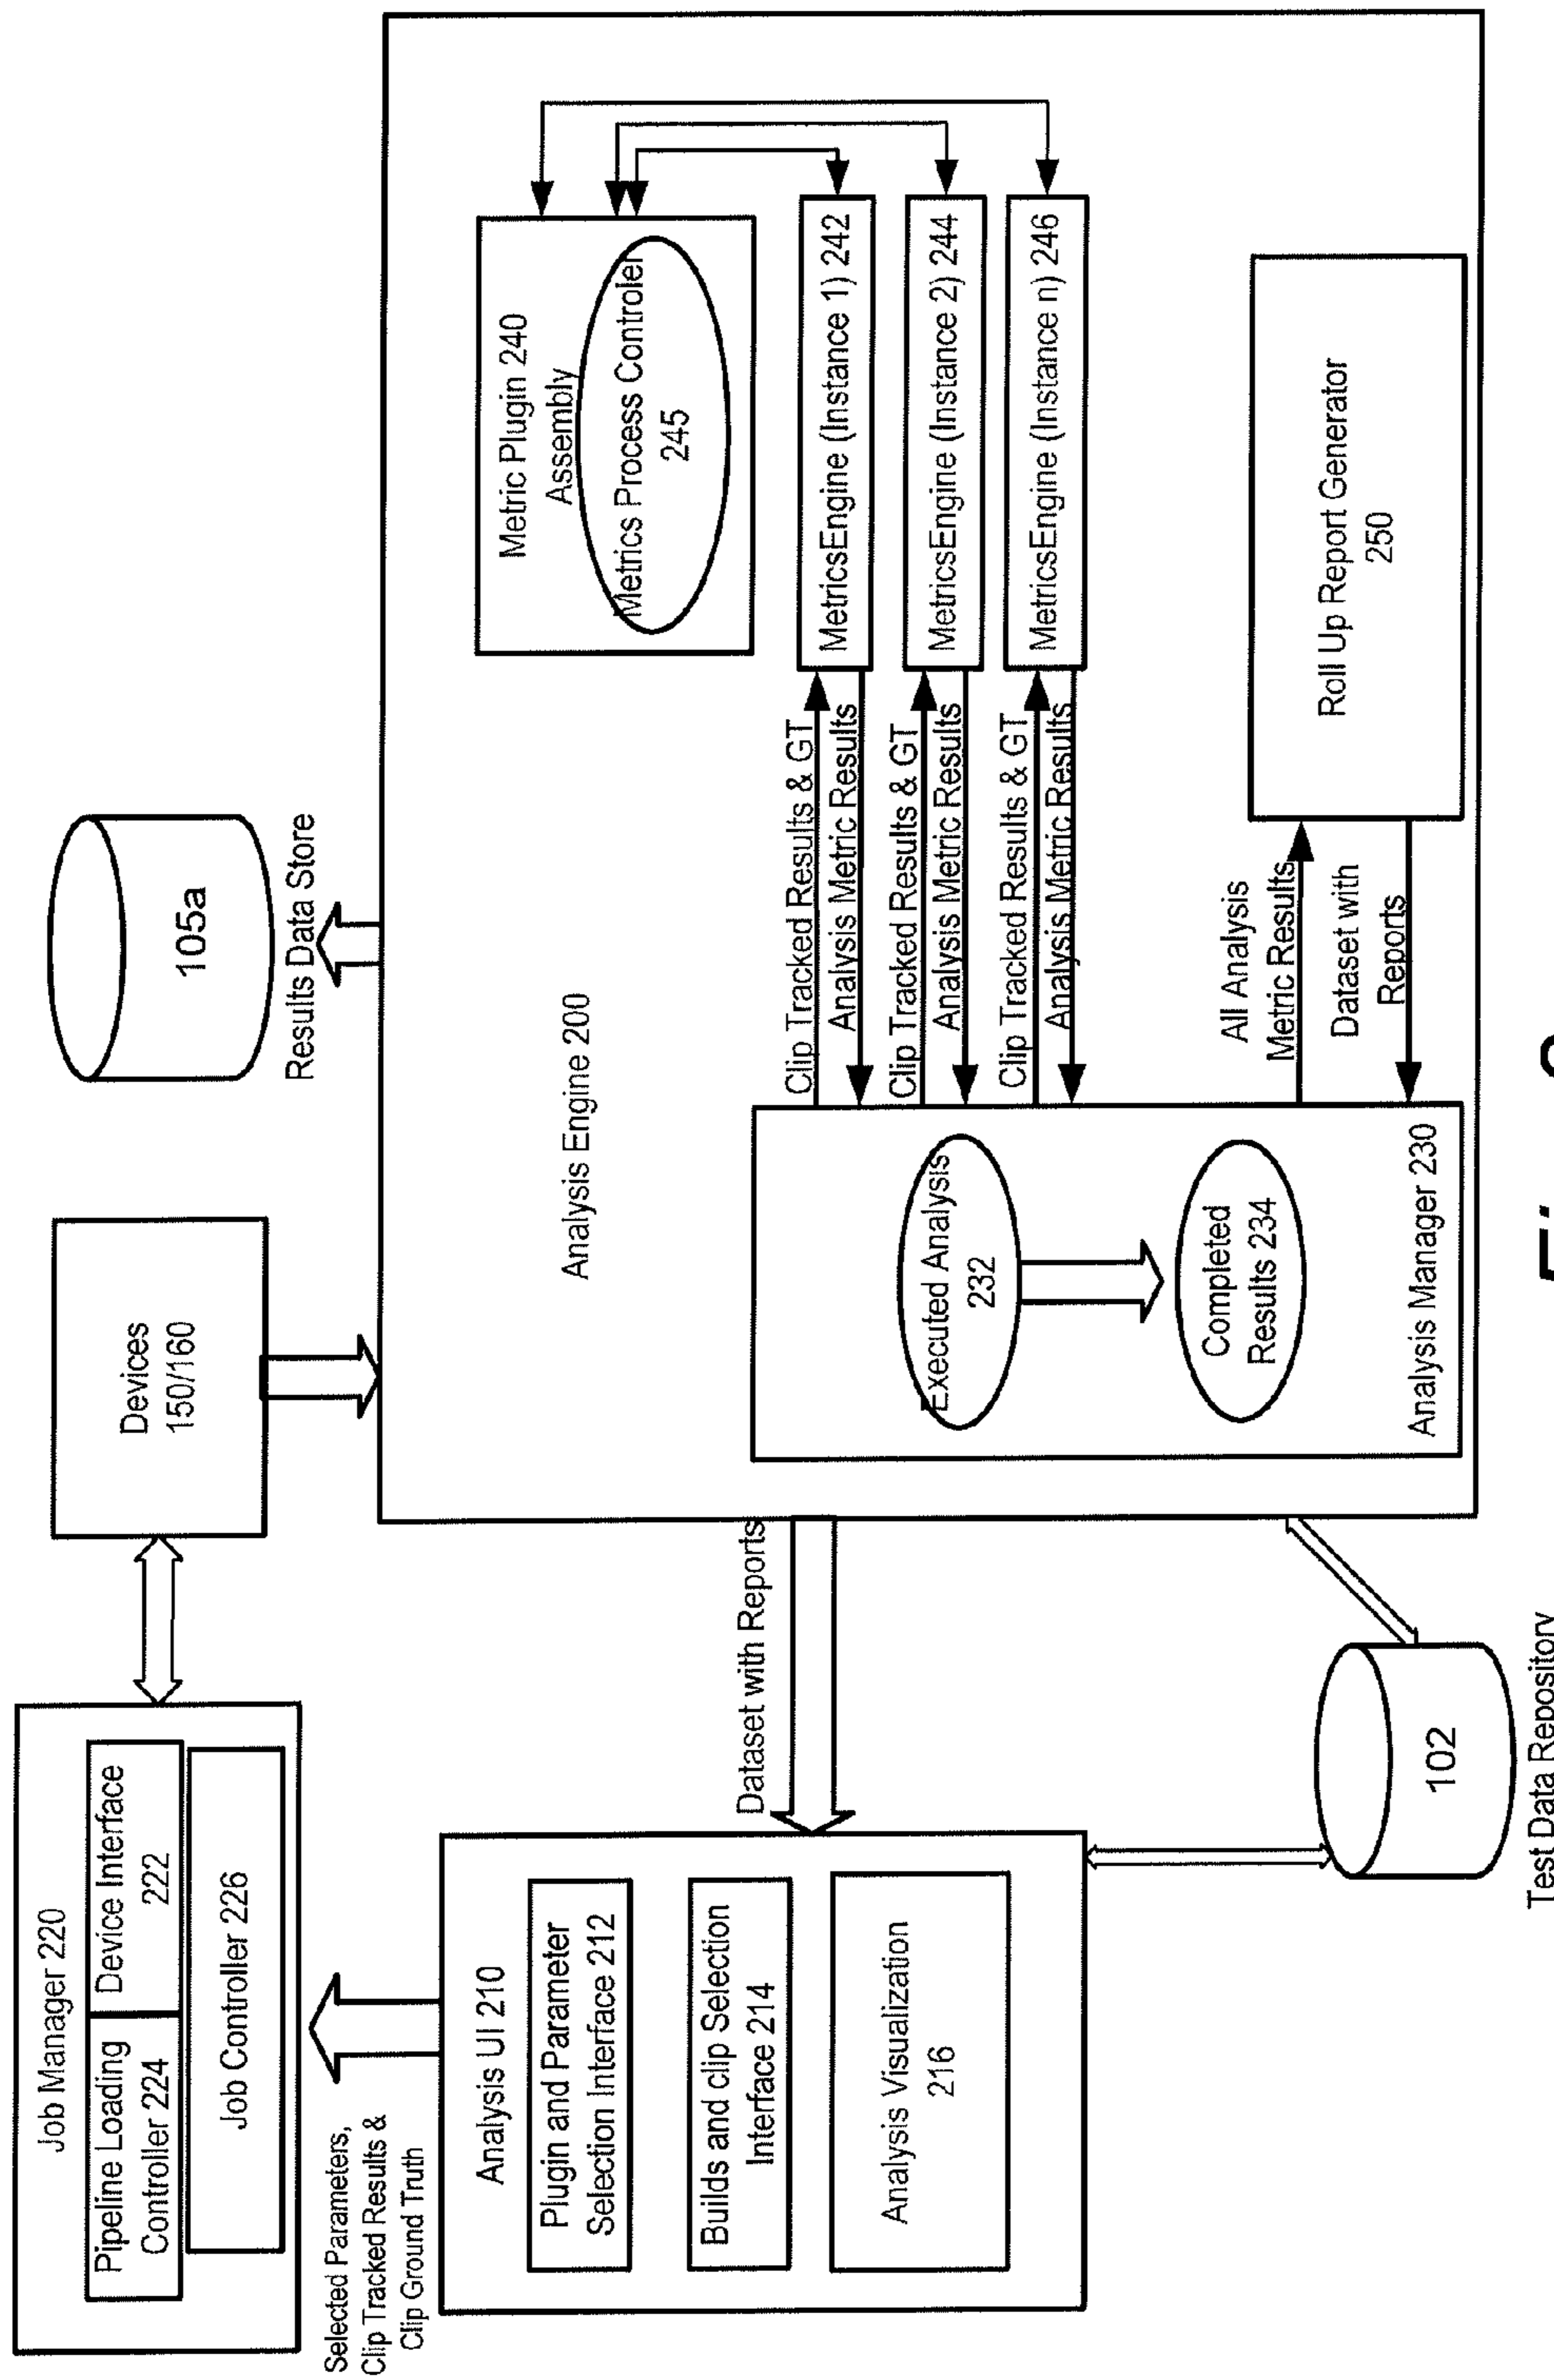 Job Manager 220
Pipeline Loading
Controller 224
Device Interface
222
Job Controller 226
Devices
150/160
105a
Results Data Store
Selected Parameters,
Clip Tracked Results &
Clip Ground Truth
Analysis UI 210
Plugin and Parameter
Selection Interface 212
Builds and clip Selection
Interface 214
Analysis Visualization
216
Dataset with Reports
102
Test Data Repository
Analysis Engine 200
Metric Plugin 240
Assembly
Metrics Process Controler
245
Clip Tracked Results & GT
Analysis Metric Results
MetricsEngine (Instance 1) 242
Clip Tracked Results & GT
Analysis Metric Results
MetricsEngine (Instance 2) 244
Clip Tracked Results & GT
Analysis Metric Results
MetricsEngine (Instance n) 246
Executed Analysis
232
Completed
Results 234
Analysis Manager 230
All Analysis
Metric Results
Dataset with
Reports
Roll Up Report Generator
250